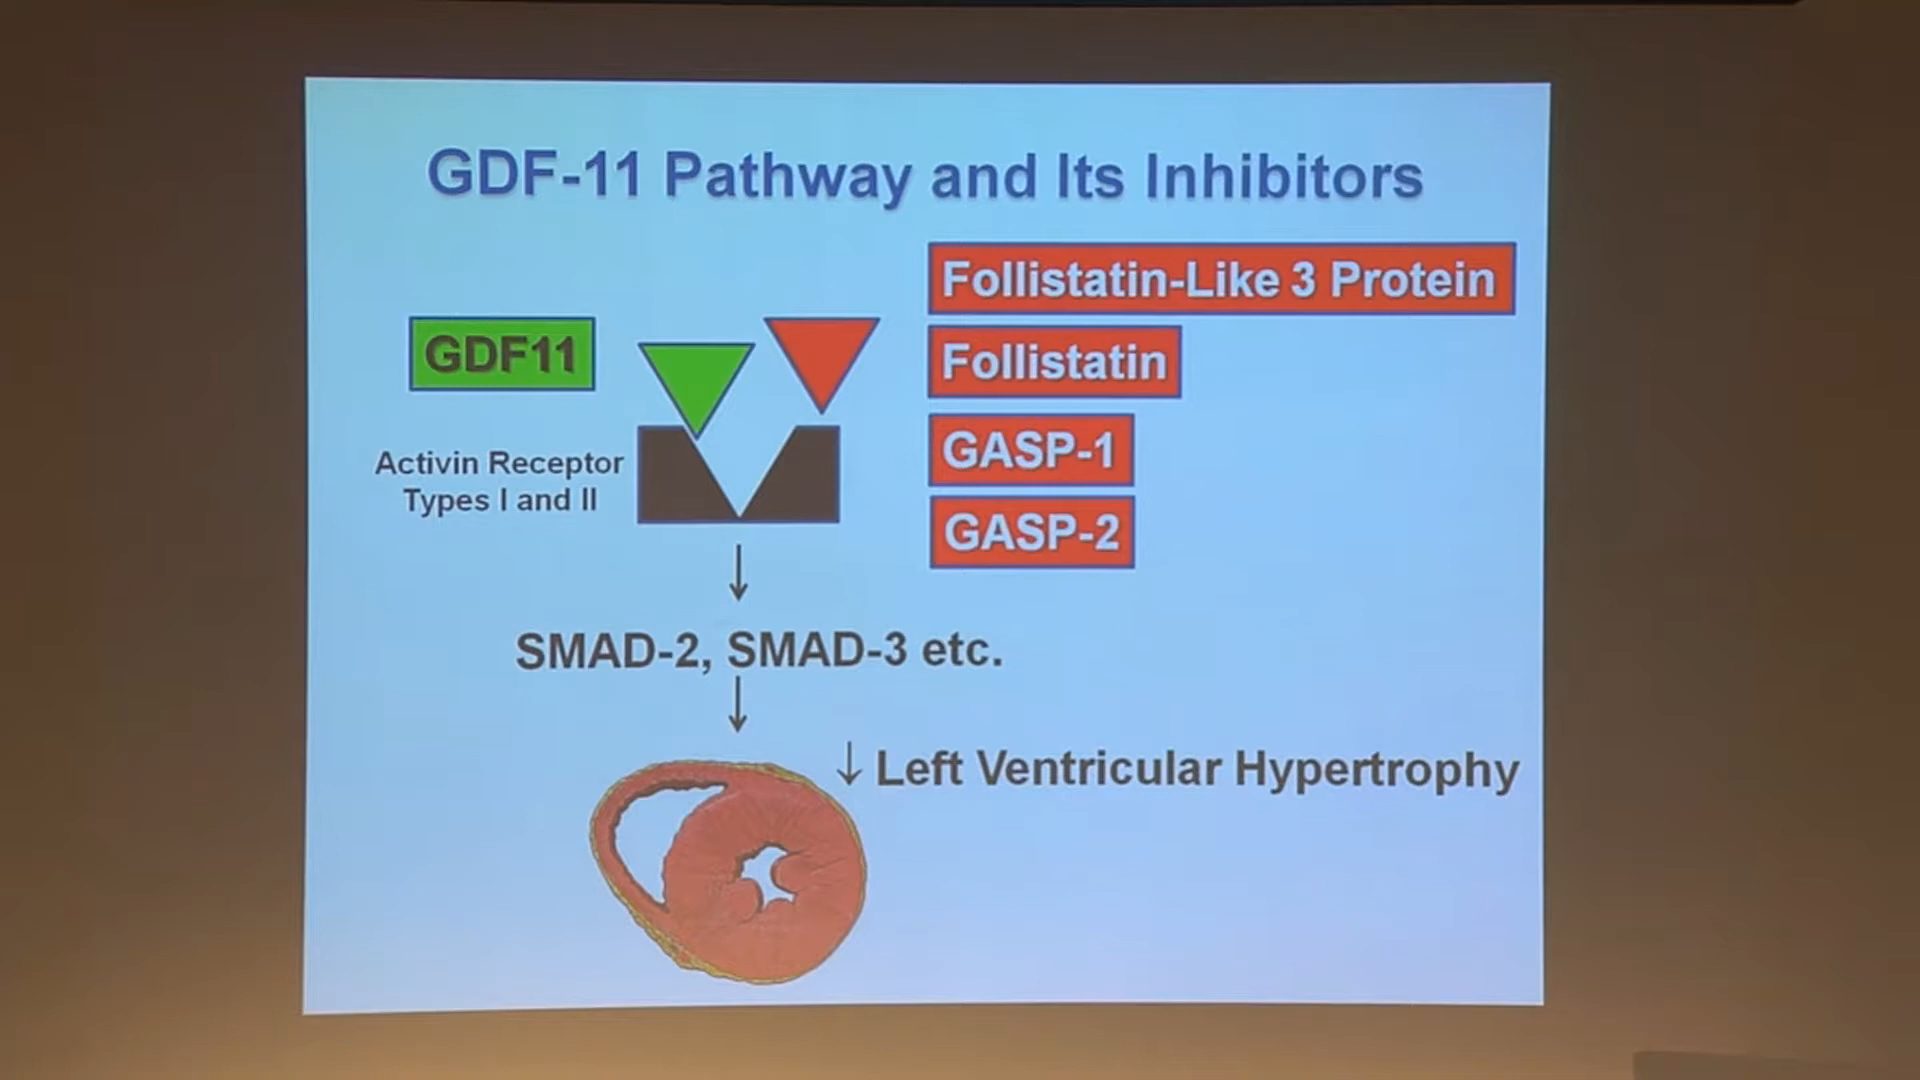 GDF-11 Pathway and Its Inhibitors
Follistatin-Like 3 Protein
GDF11
Follistatin
Activin Receptor
Types I and II
GASP-1
GASP-2
SMAD-2, SMAD-3 etc.
↓ Left Ventricular Hypertrophy